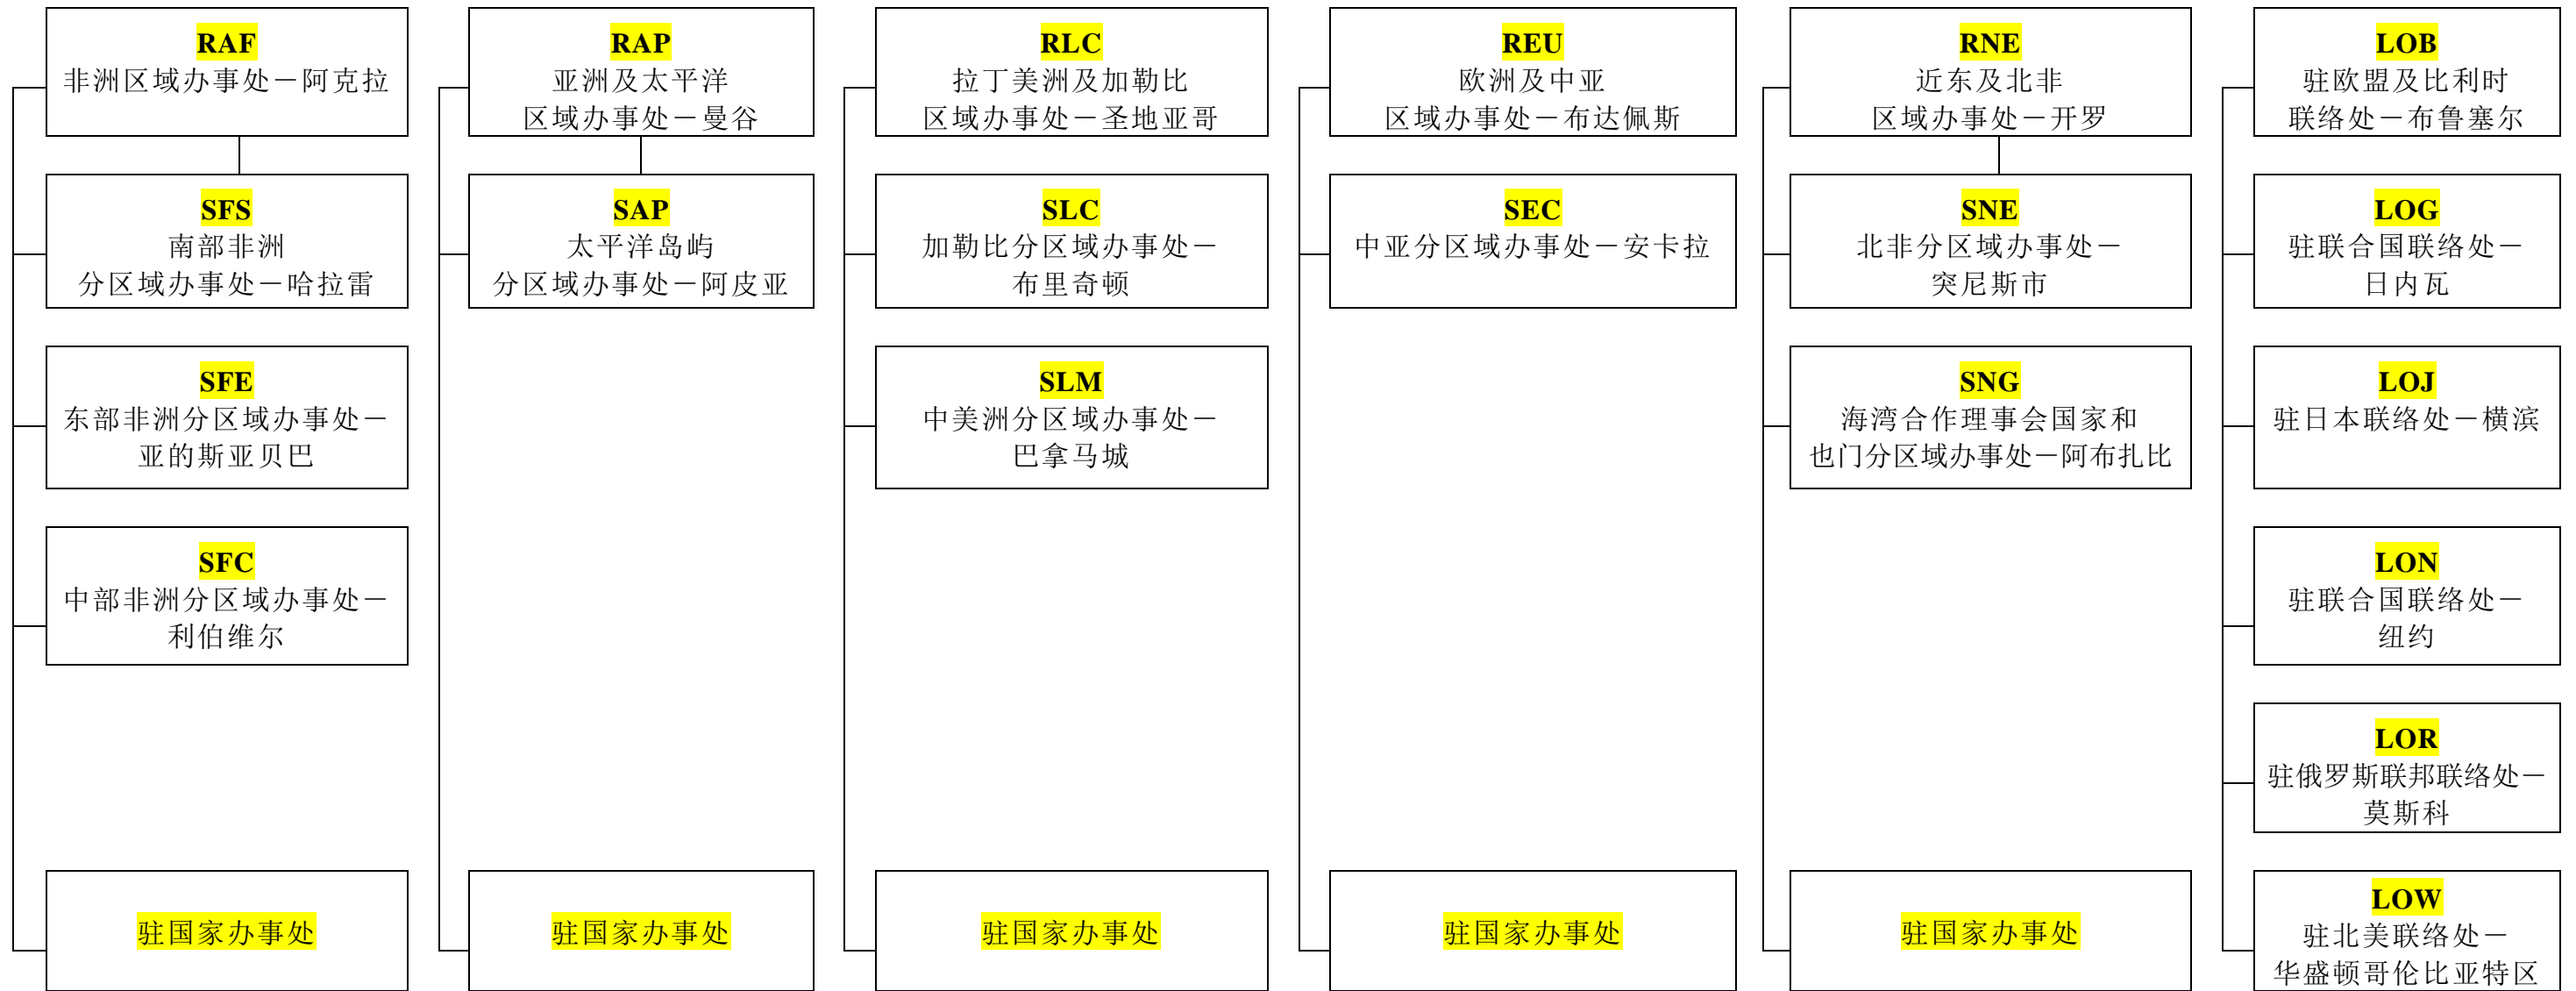 RAF
非洲区域办事处－阿克拉
SFS
南部非洲
分区域办事处－哈拉雷
SFE
东部非洲分区域办事处－
亚的斯亚贝巴
SFC
中部非洲分区域办事处－
利伯维尔
驻国家办事处
RAP
亚洲及太平洋
区域办事处－曼谷
SAP
太平洋岛屿
分区域办事处－阿皮亚
驻国家办事处
RLC
拉丁美洲及加勒比
区域办事处－圣地亚哥
SLC
加勒比分区域办事处－
布里奇顿
SLM
中美洲分区域办事处－
巴拿马城
驻国家办事处
REU
欧洲及中亚
区域办事处－布达佩斯
SEC
中亚分区域办事处－安卡拉
驻国家办事处
RNE
近东及北非
区域办事处－开罗
SNE
北非分区域办事处－
突尼斯市
SNG
海湾合作理事会国家和
也门分区域办事处－阿布扎比
驻国家办事处
LOB
驻欧盟及比利时
联络处－布鲁塞尔
LOG
驻联合国联络处－
日内瓦
LOJ
驻日本联络处－横滨
LON
驻联合国联络处－
纽约
LOR
驻俄罗斯联邦联络处－
莫斯科
LOW
驻北美联络处－
华盛顿哥伦比亚特区